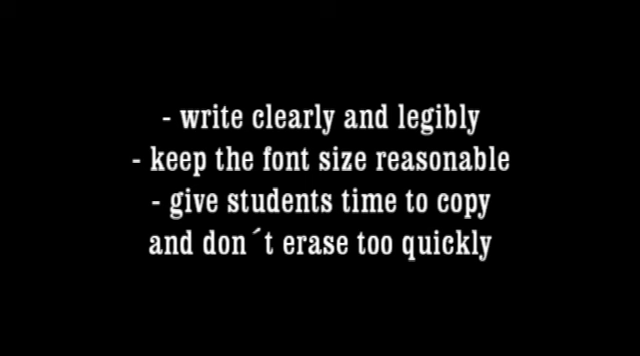 - write clearly and legibly
- keep the font size reasonable
- give students time to copy
and don´t erase too quickly